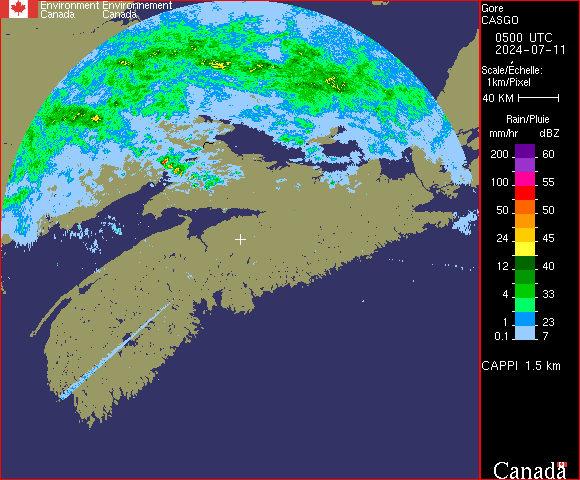 Environment Environnement
Canada Canada
Gore
CASGO
0500 UTC
2024-07-11
Scale/Échelle:
1km/Pixel
40 KM
Rain/Pluie
mm/hr dBZ
200 60
100 55
50 50
24 45
12 40
4 33
1 23
0.1 7
CAPPI 1.5 km
Canada